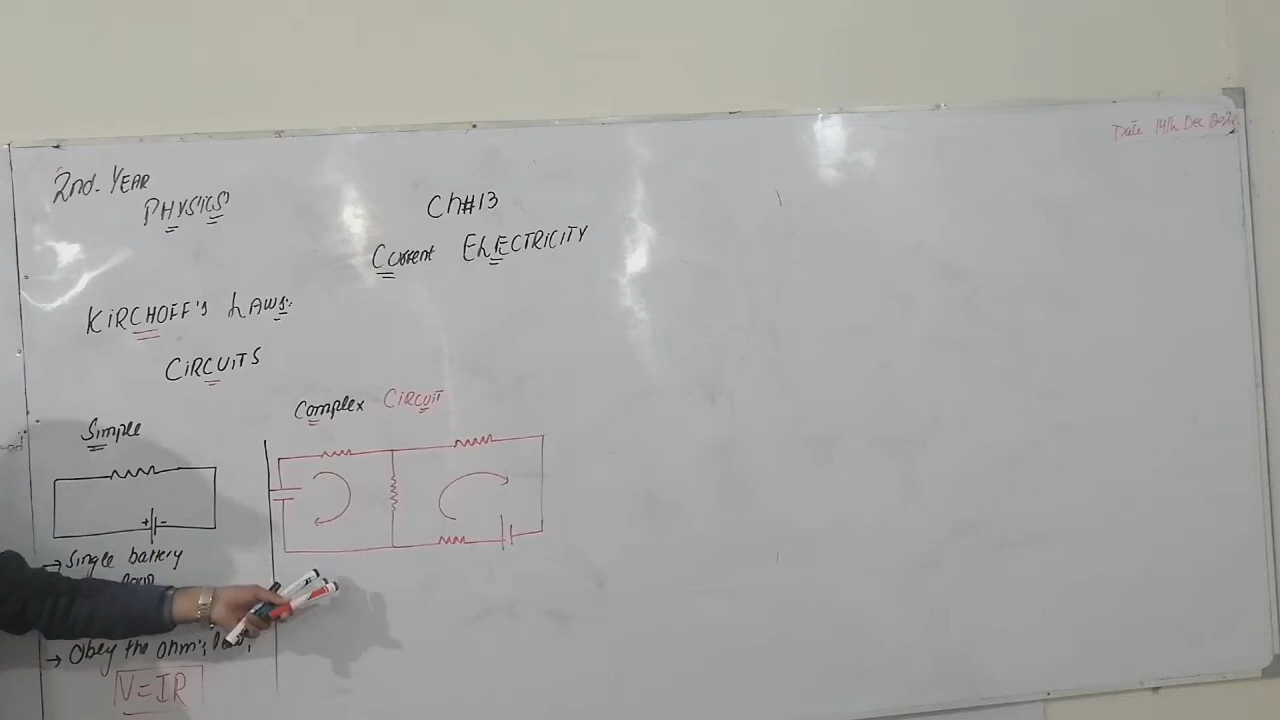 Date 14th Dec
2nd-YEAR
PHYSICS
Ch#13
Current ELECTRICITY
KIRCHOFF'S LAWS:
CIRCUITS
Simple
Complex CIRCUIT
+ -
→ Single battery
→ Obey the ohm's law,
V=IR